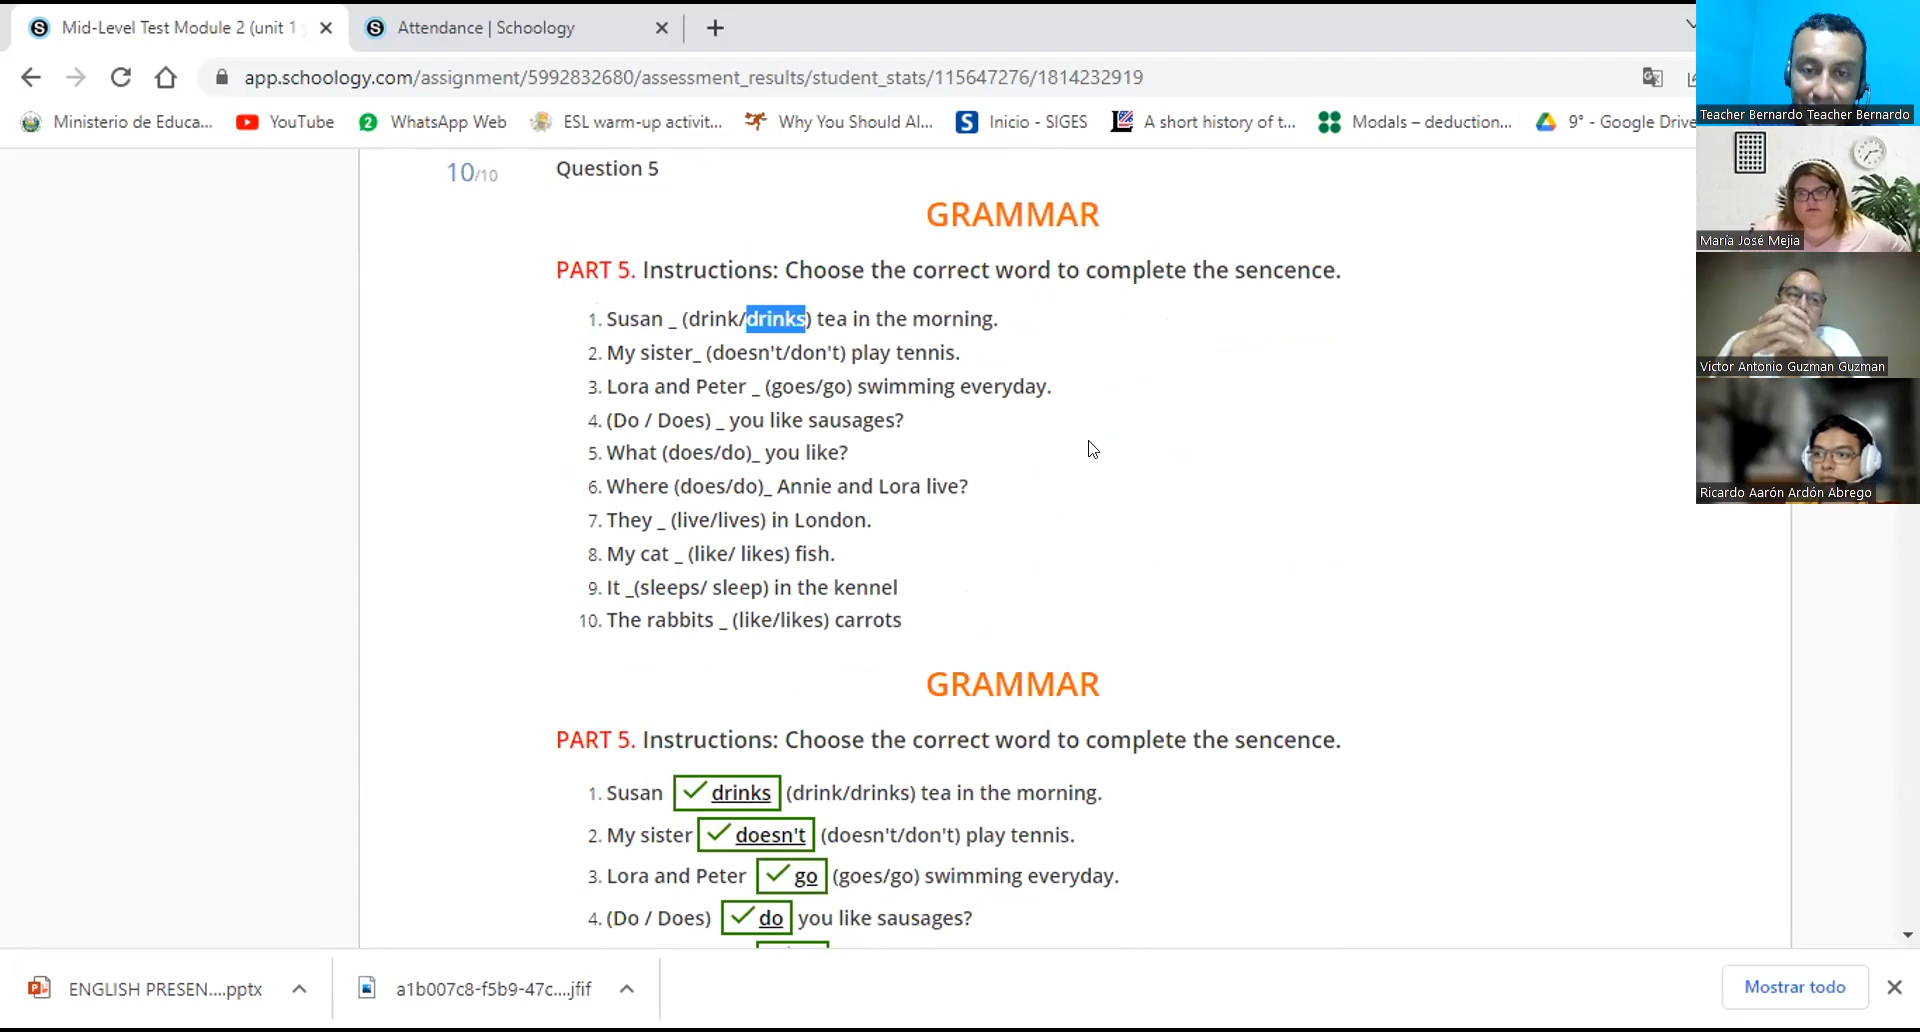 Mid-Level Test Module 2 (unit 1
Attendance | Schoology
app.schoology.com/assignment/5992832680/assessment_results/student_stats/115647276/1814232919
Ministerio de Educa...
YouTube
2
WhatsApp Web
ESL warm-up activit...
Why You Should Al...
S
Inicio - SIGES
A short history of t...
Modals – deduction...
9° - Google Drive
Teacher Bernardo Teacher Bernardo
María José Mejia
Victor Antonio Guzman Guzman
Ricardo Aarón Ardón Abrego
10/10
Question 5
GRAMMAR
PART 5. Instructions: Choose the correct word to complete the sencence.
1. Susan _ (drink/drinks) tea in the morning.
2. My sister_ (doesn't/don't) play tennis.
3. Lora and Peter _ (goes/go) swimming everyday.
4. (Do / Does) _ you like sausages?
5. What (does/do)_ you like?
6. Where (does/do)_ Annie and Lora live?
7. They _ (live/lives) in London.
8. My cat _ (like/ likes) fish.
9. It _(sleeps/ sleep) in the kennel
10. The rabbits _ (like/likes) carrots
GRAMMAR
PART 5. Instructions: Choose the correct word to complete the sencence.
1. Susan drinks (drink/drinks) tea in the morning.
2. My sister doesn't (doesn't/don't) play tennis.
3. Lora and Peter go (goes/go) swimming everyday.
4. (Do / Does) do you like sausages?
ENGLISH PRESEN....pptx
a1b007c8-f5b9-47c....jfif
Mostrar todo